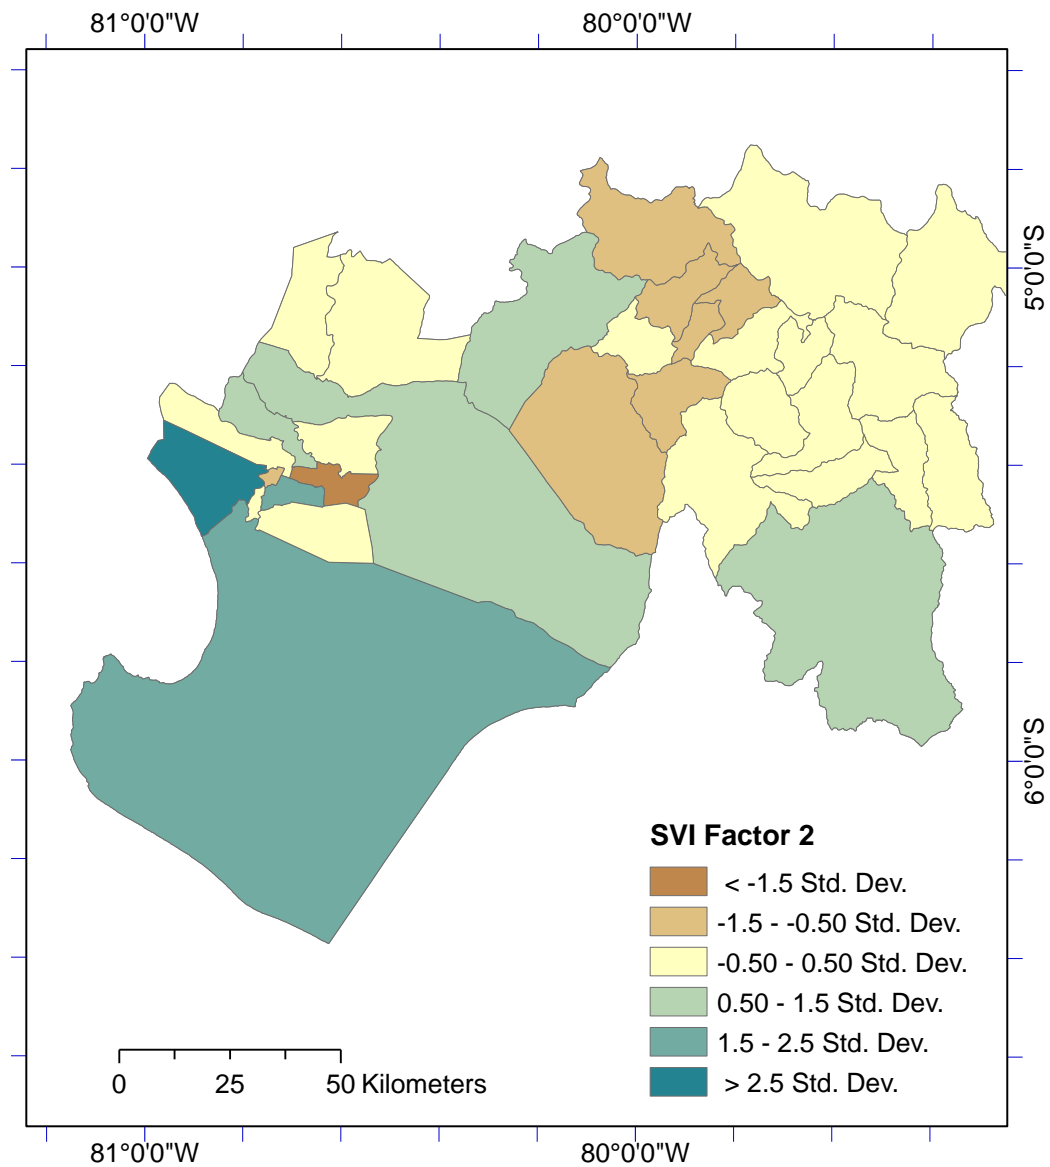 81°0'0"W 80°0'0"W
5°0'0"S
6°0'0"S
SVI Factor 2
< -1.5 Std. Dev.
-1.5 - -0.50 Std. Dev.
-0.50 - 0.50 Std. Dev.
0.50 - 1.5 Std. Dev.
1.5 - 2.5 Std. Dev.
> 2.5 Std. Dev.
0 25 50 Kilometers
81°0'0"W 80°0'0"W